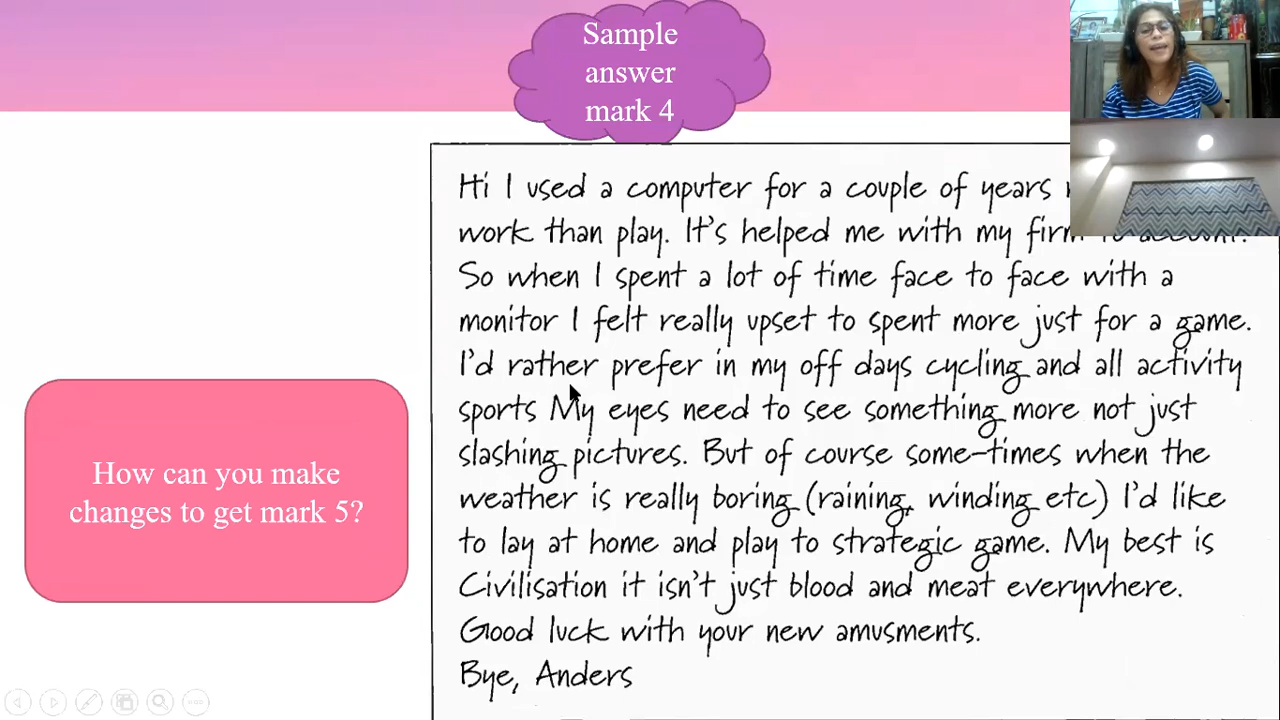 Sample
answer
mark 4
Hi I used a computer for a couple of years
work than play. It's helped me with my firm to account.
So when I spent a lot of time face to face with a
monitor I felt really upset to spent more just for a game.
I'd rather prefer in my off days cycling and all activity
sports My eyes need to see something more not just
slashing pictures. But of course some-times when the
weather is really boring (raining, winding etc) I'd like
to lay at home and play to strategic game. My best is
Civilisation it isn't just blood and meat everywhere.
Good luck with your new amusments.
Bye, Anders
How can you make
changes to get mark 5?